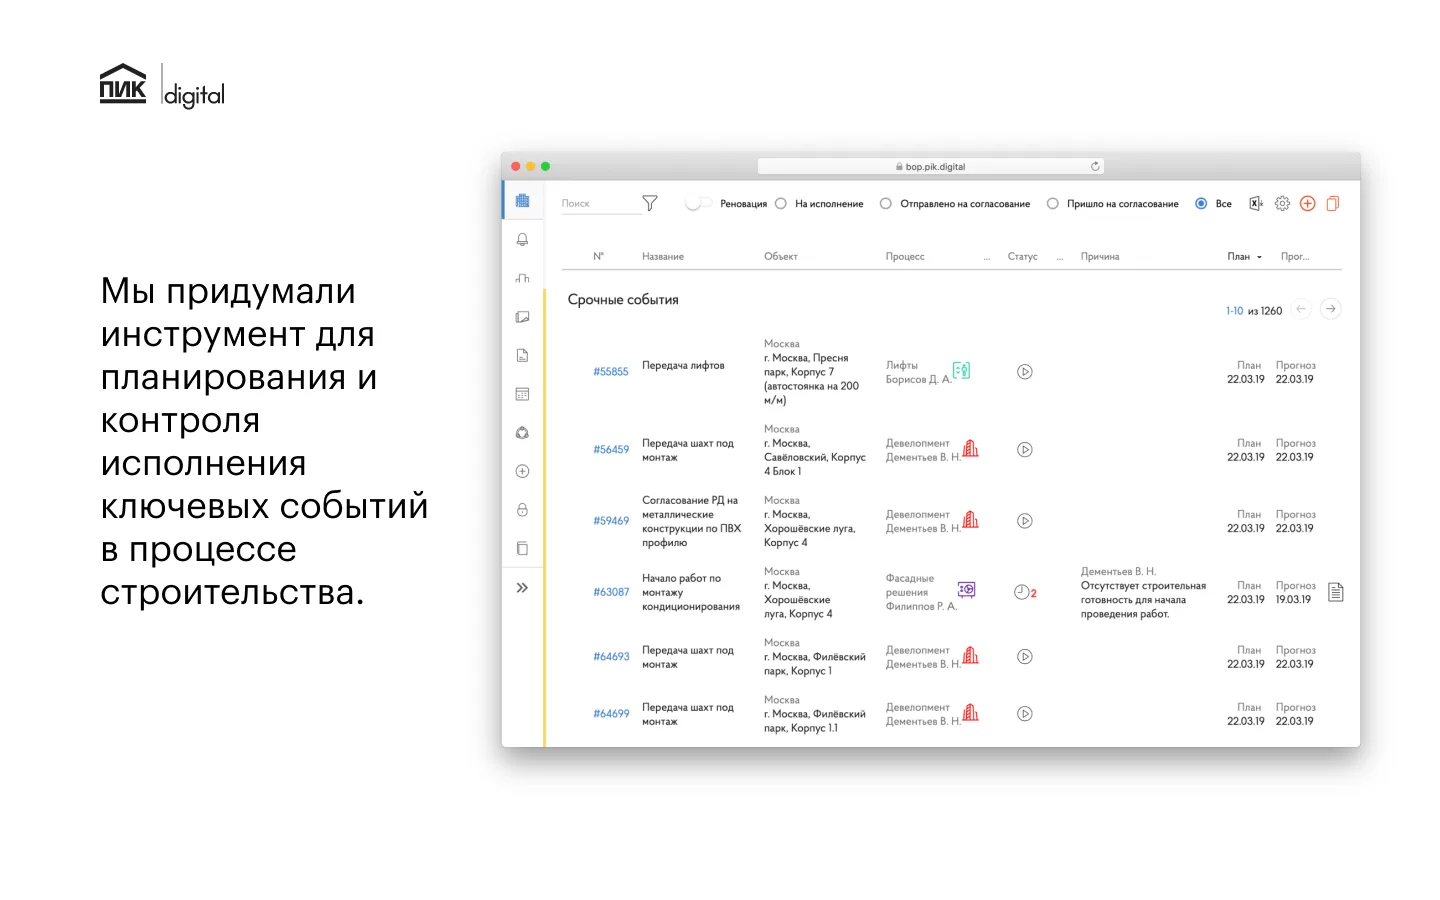 ПИК digital
bop.pik.digital
Поиск
Реновация
На исполнение
Отправлено на согласование
Пришло на согласование
Все
N°
Название
Объект
Процесс
...
Статус
...
Причина
План
Прог...
Мы придумали
инструмент для
планирования и
контроля
исполнения
ключевых событий
в процессе
строительства.
Срочные события
1-10 из 1260
#55855
Передача лифтов
Москва
г. Москва, Пресня
парк, Корпус 7
(автостоянка на 200
м/м)
Лифты
Борисов Д. А.
План
22.03.19
Прогноз
22.03.19
#56459
Передача шахт под
монтаж
Москва
г. Москва,
Савёловский, Корпус
4 Блок 1
Девелопмент
Дементьев В. Н.
План
22.03.19
Прогноз
22.03.19
#59469
Согласование РД на
металлические
конструкции по ПВХ
профилю
Москва
г. Москва,
Хорошёвские луга,
Корпус 4
Девелопмент
Дементьев В. Н.
План
22.03.19
Прогноз
22.03.19
#63087
Начало работ по
монтажу
кондиционирования
Москва
г. Москва,
Хорошёвские
луга, Корпус 4
Фасадные
решения
Филиппов Р. А.
2
Дементьев В. Н.
Отсутствует строительная
готовность для начала
проведения работ.
План
22.03.19
Прогноз
19.03.19
#64693
Передача шахт под
монтаж
Москва
г. Москва, Филёвский
парк, Корпус 1
Девелопмент
Дементьев В. Н.
План
22.03.19
Прогноз
22.03.19
#64699
Передача шахт под
монтаж
Москва
г. Москва, Филёвский
парк, Корпус 1.1
Девелопмент
Дементьев В. Н.
План
22.03.19
Прогноз
22.03.19